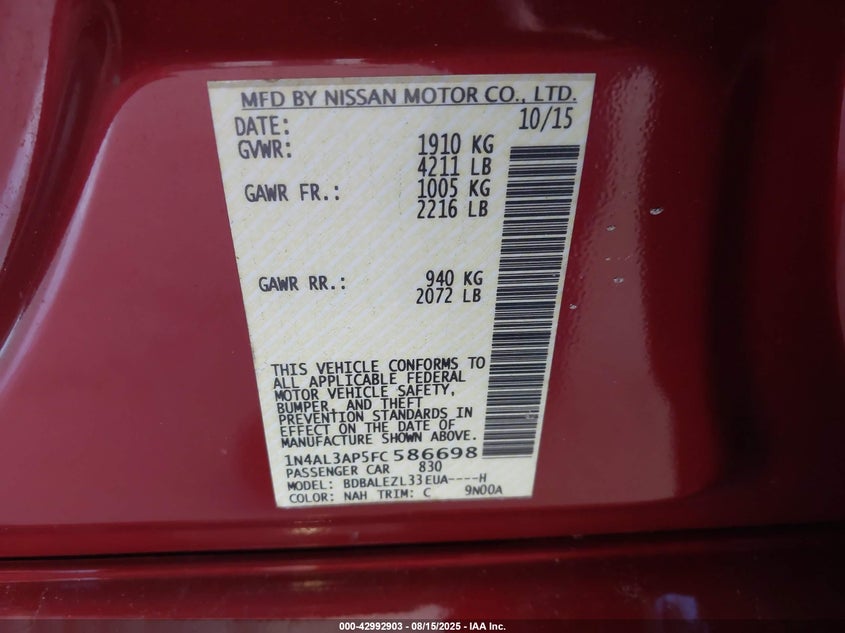 MFD BY NISSAN MOTOR CO., LTD.
DATE: 10/15
GVWR: 1910 KG
4211 LB
GAWR FR.: 1005 KG
2216 LB
GAWR RR.: 940 KG
2072 LB
THIS VEHICLE CONFORMS TO
ALL APPLICABLE FEDERAL
MOTOR VEHICLE SAFETY,
BUMPER, AND THEFT
PREVENTION STANDARDS IN
EFFECT ON THE DATE OF
MANUFACTURE SHOWN ABOVE.
1N4AL3AP5FC 586698
PASSENGER CAR 830
MODEL: BDBALEZL33EUA----H
COLOR: NAH TRIM: C 9N00A
000-42992903 - 08/15/2025 - IAA Inc.